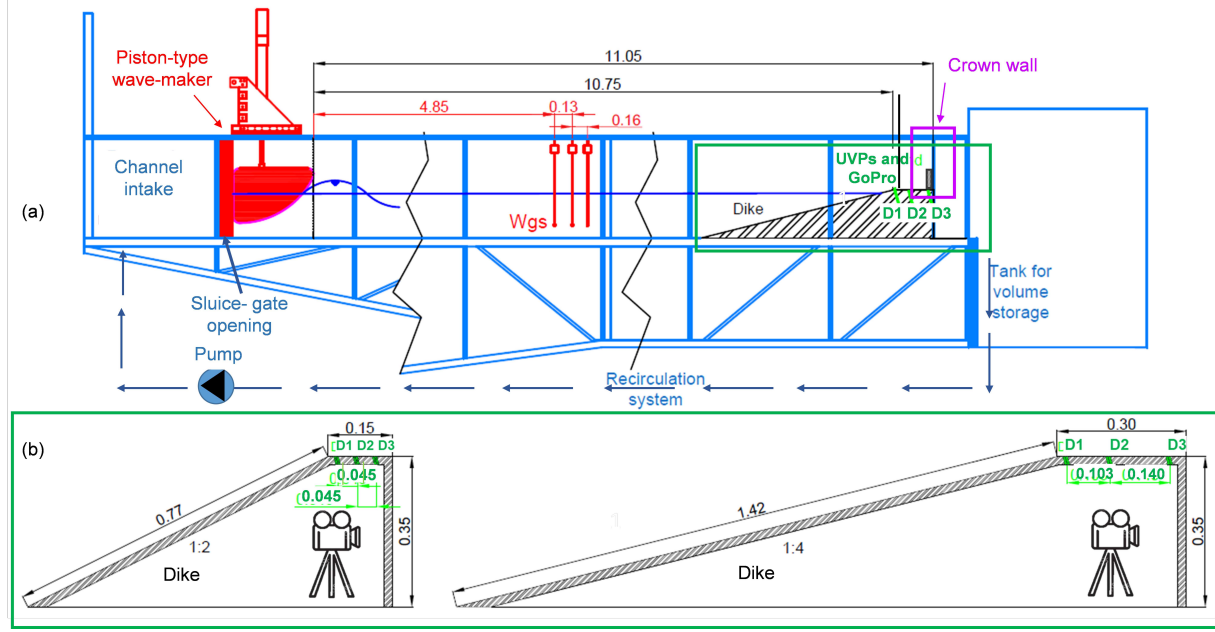 11.05
Piston-type
wave-maker
Crown wall
10.75
4.85
0.13
0.16
Channel
intake
UVPs and d
GoPro
(a)
Dike
D1 D2 D3
Wgs
Sluice- gate
opening
Tank for
volume
storage
Pump
Recirculation
system
(b)
0.15
D1 D2 D3
0.045
0.045
0.77
1:2
0.35
Dike
0.30
D1 D2 D3
0.103
0.140
1.42
1:4
0.35
Dike